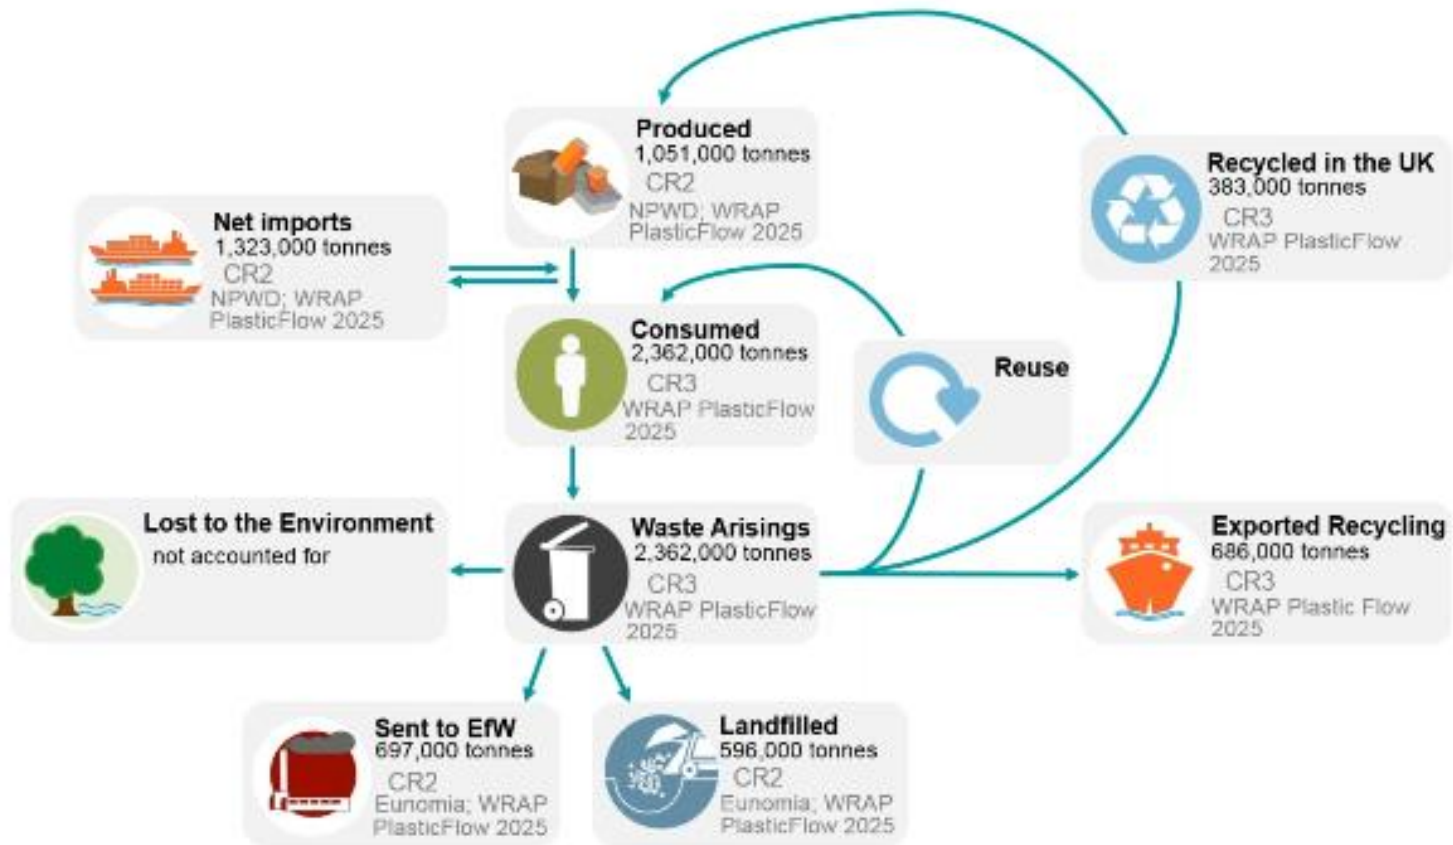 Produced
1,051,000 tonnes
CR2
NPWD; WRAP
PlasticFlow 2025
Recycled in the UK
383,000 tonnes
CR3
WRAP PlasticFlow
2025
Net imports
1,323,000 tonnes
CR2
NPWD; WRAP
PlasticFlow 2025
Consumed
2,362,000 tonnes
CR3
WRAP PlasticFlow
2025
Reuse
Lost to the Environment
not accounted for
Waste Arisings
2,362,000 tonnes
CR3
WRAP PlasticFlow
2025
Exported Recycling
686,000 tonnes
CR3
WRAP Plastic Flow
2025
Sent to EfW
697,000 tonnes
CR2
Eunomia; WRAP
PlasticFlow 2025
Landfilled
596,000 tonnes
CR2
Eunomia; WRAP
PlasticFlow 2025